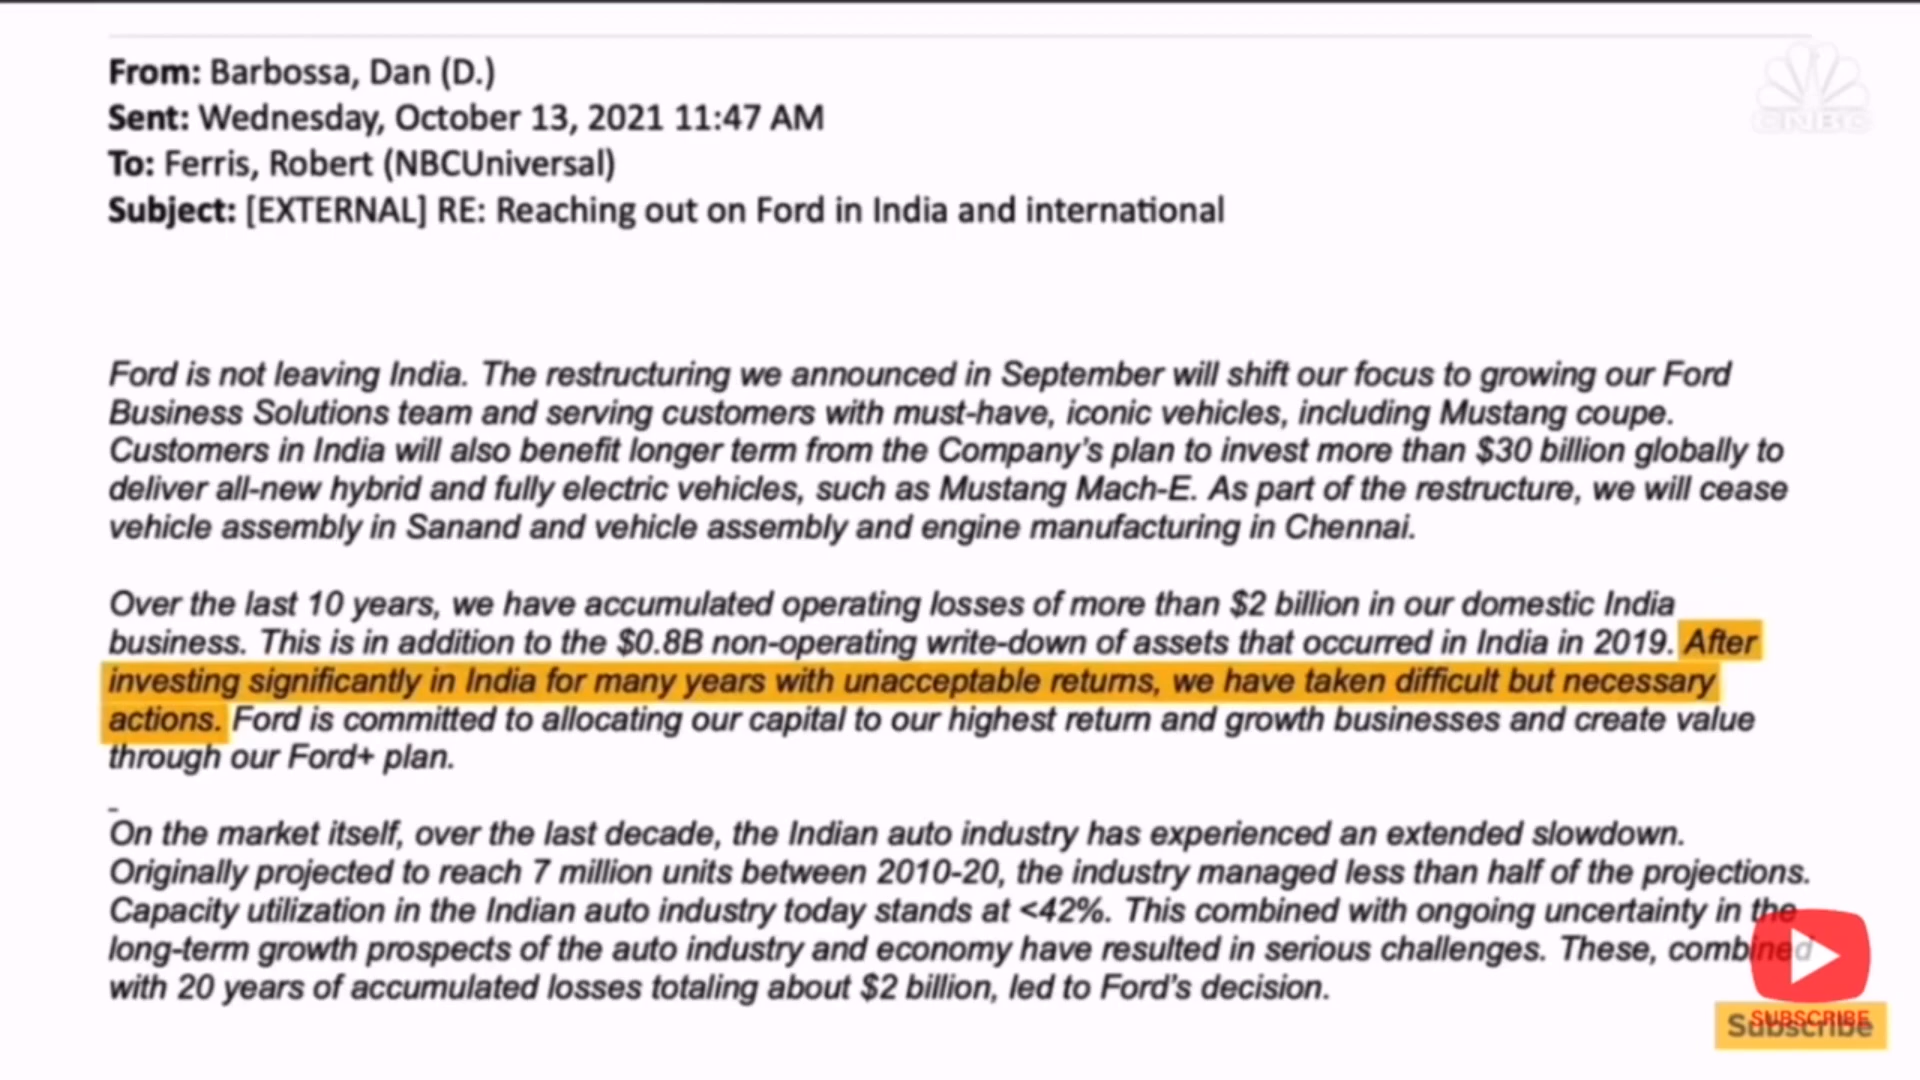 From: Barbossa, Dan (D.)
Sent: Wednesday, October 13, 2021 11:47 AM
To: Ferris, Robert (NBCUniversal)
Subject: [EXTERNAL] RE: Reaching out on Ford in India and international
CNBC
Ford is not leaving India. The restructuring we announced in September will shift our focus to growing our Ford
Business Solutions team and serving customers with must-have, iconic vehicles, including Mustang coupe.
Customers in India will also benefit longer term from the Company's plan to invest more than $30 billion globally to
deliver all-new hybrid and fully electric vehicles, such as Mustang Mach-E. As part of the restructure, we will cease
vehicle assembly in Sanand and vehicle assembly and engine manufacturing in Chennai.
Over the last 10 years, we have accumulated operating losses of more than $2 billion in our domestic India
business. This is in addition to the $0.8B non-operating write-down of assets that occurred in India in 2019. After
investing significantly in India for many years with unacceptable returns, we have taken difficult but necessary
actions. Ford is committed to allocating our capital to our highest return and growth businesses and create value
through our Ford+ plan.
On the market itself, over the last decade, the Indian auto industry has experienced an extended slowdown.
Originally projected to reach 7 million units between 2010-20, the industry managed less than half of the projections.
Capacity utilization in the Indian auto industry today stands at <42%. This combined with ongoing uncertainty in the
long-term growth prospects of the auto industry and economy have resulted in serious challenges. These, combined
with 20 years of accumulated losses totaling about $2 billion, led to Ford's decision.
SUBSCRIBE
Subscribe